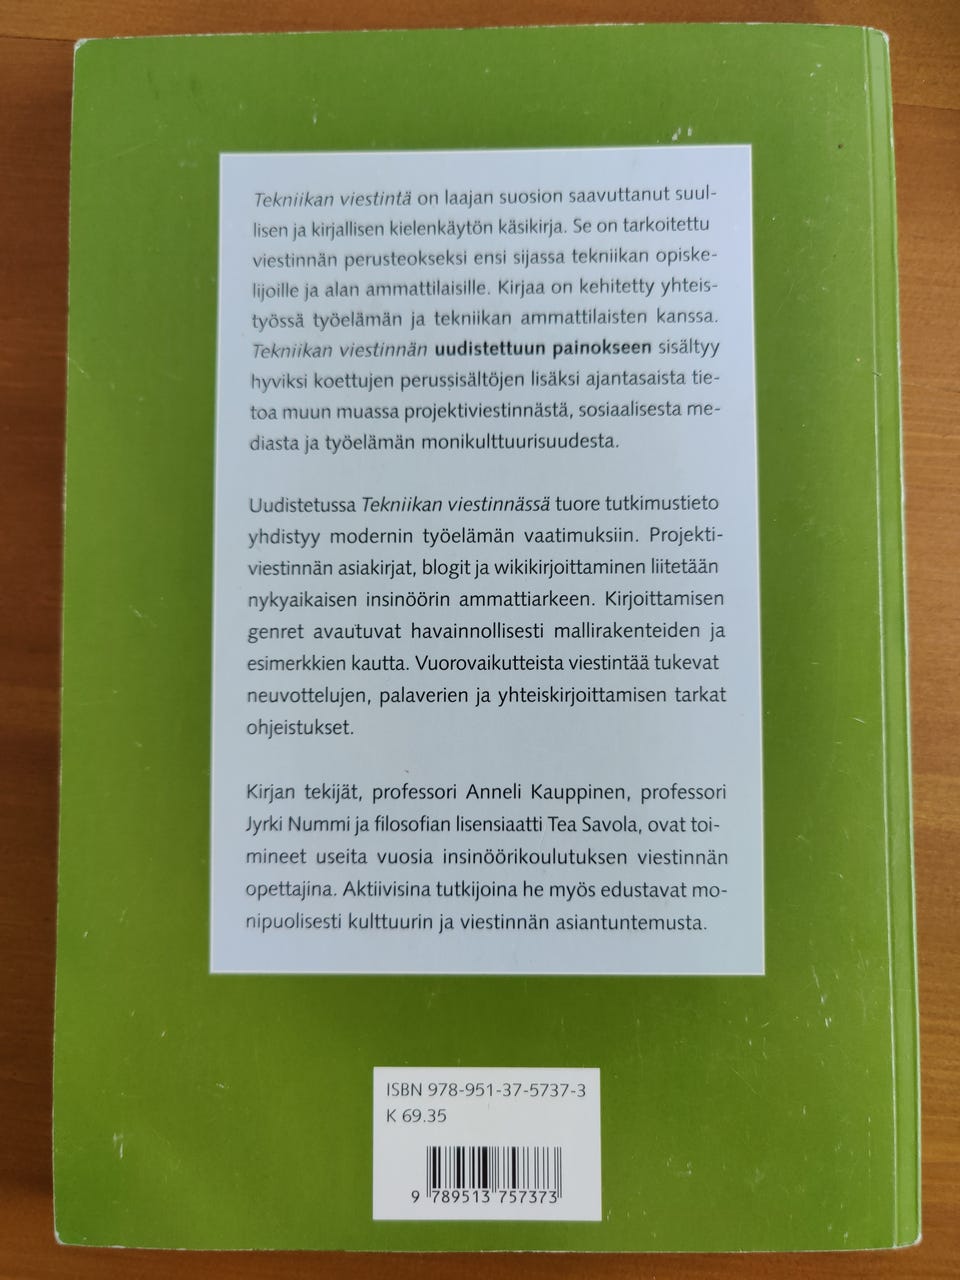 Tekniikan viestintä on laajan suosion saavuttanut suul-
lisen ja kirjallisen kielenkäytön käsikirja. Se on tarkoitettu
viestinnän perusteokseksi ensi sijassa tekniikan opiske-
lijoille ja alan ammattilaisille. Kirjaa on kehitetty yhteis-
työssä työelämän ja tekniikan ammattilaisten kanssa.
Tekniikan viestinnän uudistettuun painokseen sisältyy
hyviksi koettujen perussisältöjen lisäksi ajantasaista tie-
toa muun muassa projektiviestinnästä, sosiaalisesta me-
diasta ja työelämän monikulttuurisuudesta.
Uudistetussa Tekniikan viestinnässä tuore tutkimustieto
yhdistyy modernin työelämän vaatimuksiin. Projekti-
viestinnän asiakirjat, blogit ja wikikirjoittaminen liitetään
nykyaikaisen insinöörin ammattiarkeen. Kirjoittamisen
genret avautuvat havainnollisesti mallirakenteiden ja
esimerkkien kautta. Vuorovaikutteista viestintää tukevat
neuvottelujen, palaverien ja yhteiskirjoittamisen tarkat
ohjeistukset.
Kirjan tekijät, professori Anneli Kauppinen, professori
Jyrki Nummi ja filosofian lisensiaatti Tea Savola, ovat toi-
mineet useita vuosia insinöörikoulutuksen viestinnän
opettajina. Aktiivisina tutkijoina he myös edustavat mo-
nipuolisesti kulttuurin ja viestinnän asiantuntemusta.
ISBN 978-951-37-5737-3
K 69.35
9 789513 757373